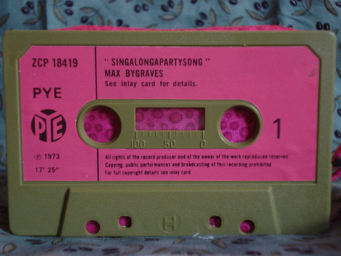 ZCP 18419
" SINGALONGAPARTYSONG "
MAX BYGRAVES
See inlay card for details.
PYE
PYE
1
100 50 0
℗ 1973
17' 25"
All rights of the record producer and of the owner of the work reproduced reserved
Copying, public performances and broadcasting of this recording prohibited
For full copyright details see inlay card